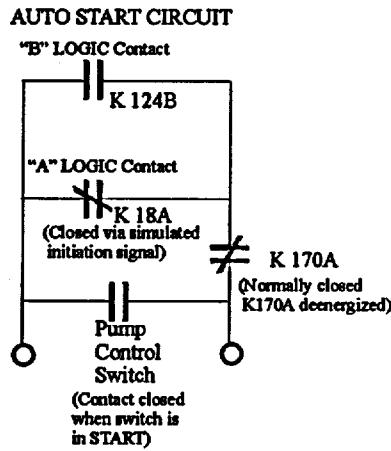 AUTO START CIRCUIT
"B" LOGIC Contact
K 124B
"A" LOGIC Contact
K 18A
(Closed via simulated
initiation signal)
K 170A
(Normally closed
K170A deenergized)
Pump
Control
Switch
(Contact closed
when switch is
in START)